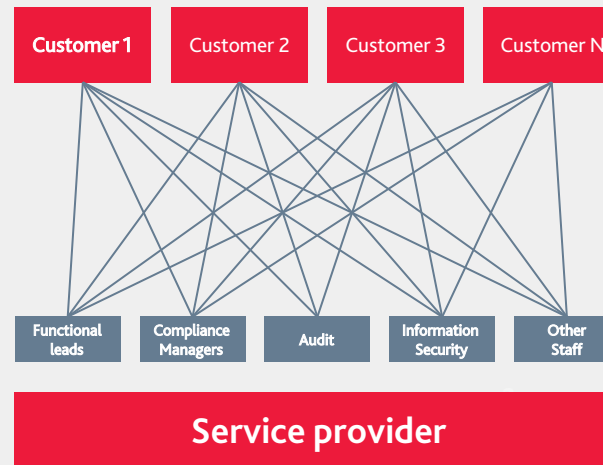 Customer 1
Customer 2
Customer 3
Customer N
Functional
leads
Compliance
Managers
Audit
Information
Security
Other
Staff
Service provider